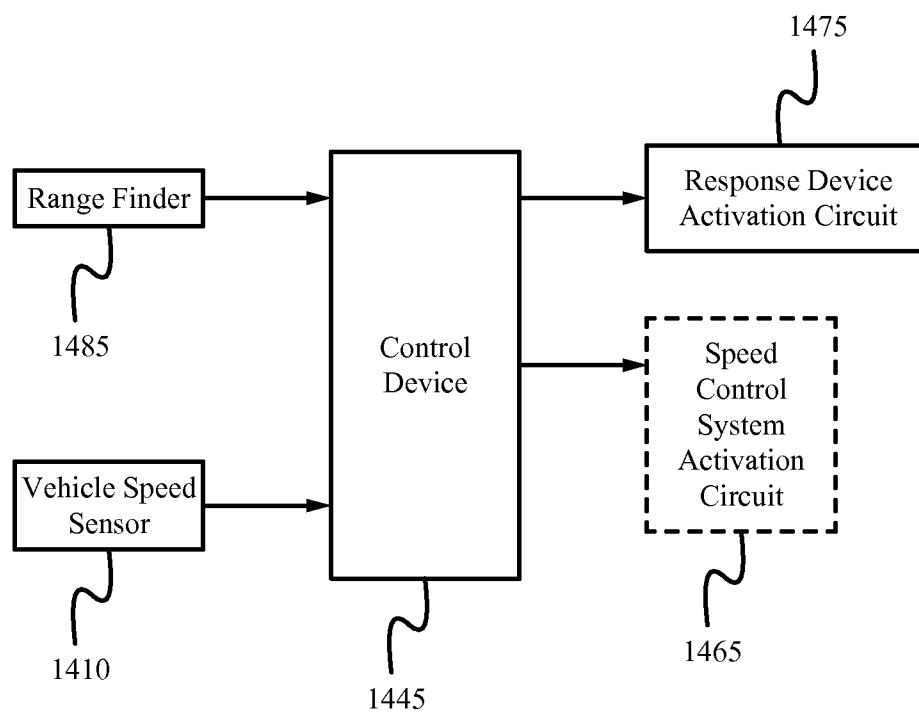 1475
Range Finder
Response Device
Activation Circuit
1485
Control
Device
Speed
Control
System
Activation
Circuit
Vehicle Speed
Sensor
1410
1445
1465